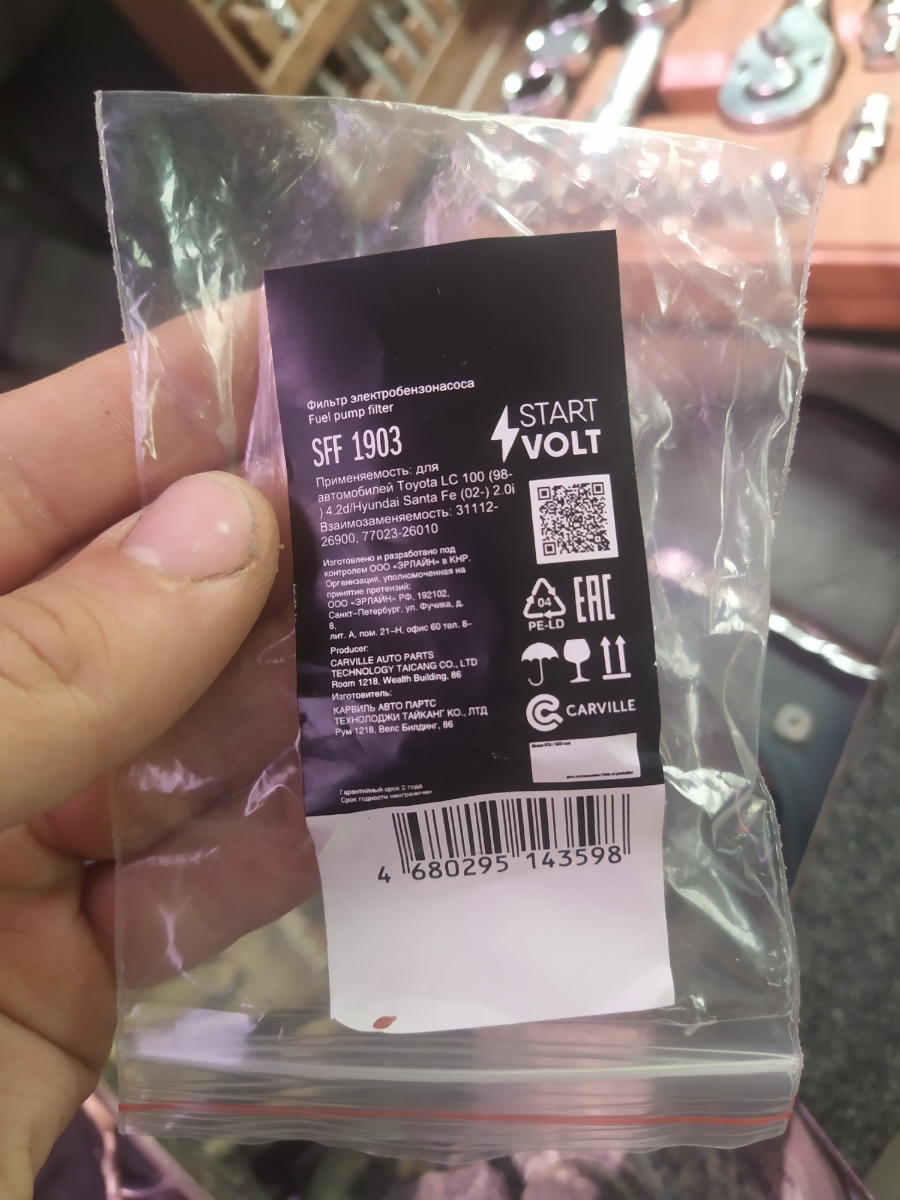 Фильтр электробензонасоса
Fuel pump filter
SFF 1903
START
VOLT
Применяемость: для
автомобилей Toyota LC 100 (98-
) 4.2d/Hyundai Santa Fe (02-) 2.0i
Взаимозаменяемость: 31112-
26900, 77023-26010
Изготовлено и разработано под
контролем ООО «ЭРЛАЙН» в КНР.
Организация, уполномоченная на
принятие претензий:
ООО «ЭРЛАЙН» РФ, 192102,
Санкт-Петербург, ул. Фучика, д.
8,
лит. А, пом. 21-Н, офис 60 тел. 8-
04
PE-LD
EAC
Producer:
CARVILLE AUTO PARTS
TECHNOLOGY TAICANG CO., LTD
Room 1218, Wealth Building, 86
Изготовитель:
КАРВИЛЬ АВТО ПАРТС
ТЕХНОЛОДЖИ ТАЙКАНГ КО., ЛТД
Рум 1218, Велс Билдинг, 86
CARVILLE
Гарантийный срок 2 года
Срок годности неограничен
4 680295 143598